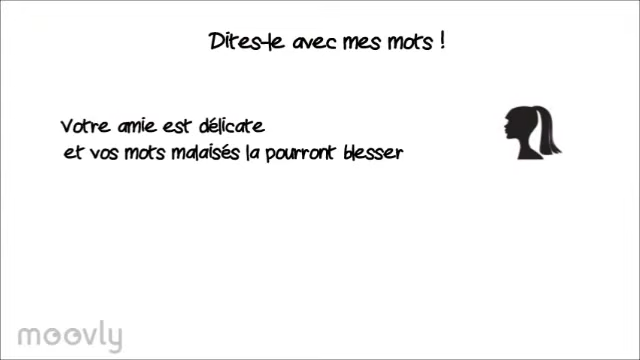 Dites-le avec mes mots !
Votre amie est délicate
et vos mots malaisés la pourront blesser
moovly